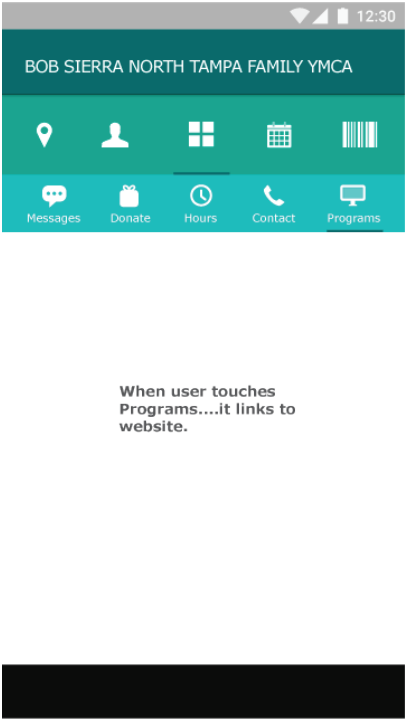 12:30
BOB SIERRA NORTH TAMPA FAMILY YMCA
Messages Donate Hours Contact Programs
When user touches
Programs....it links to
website.